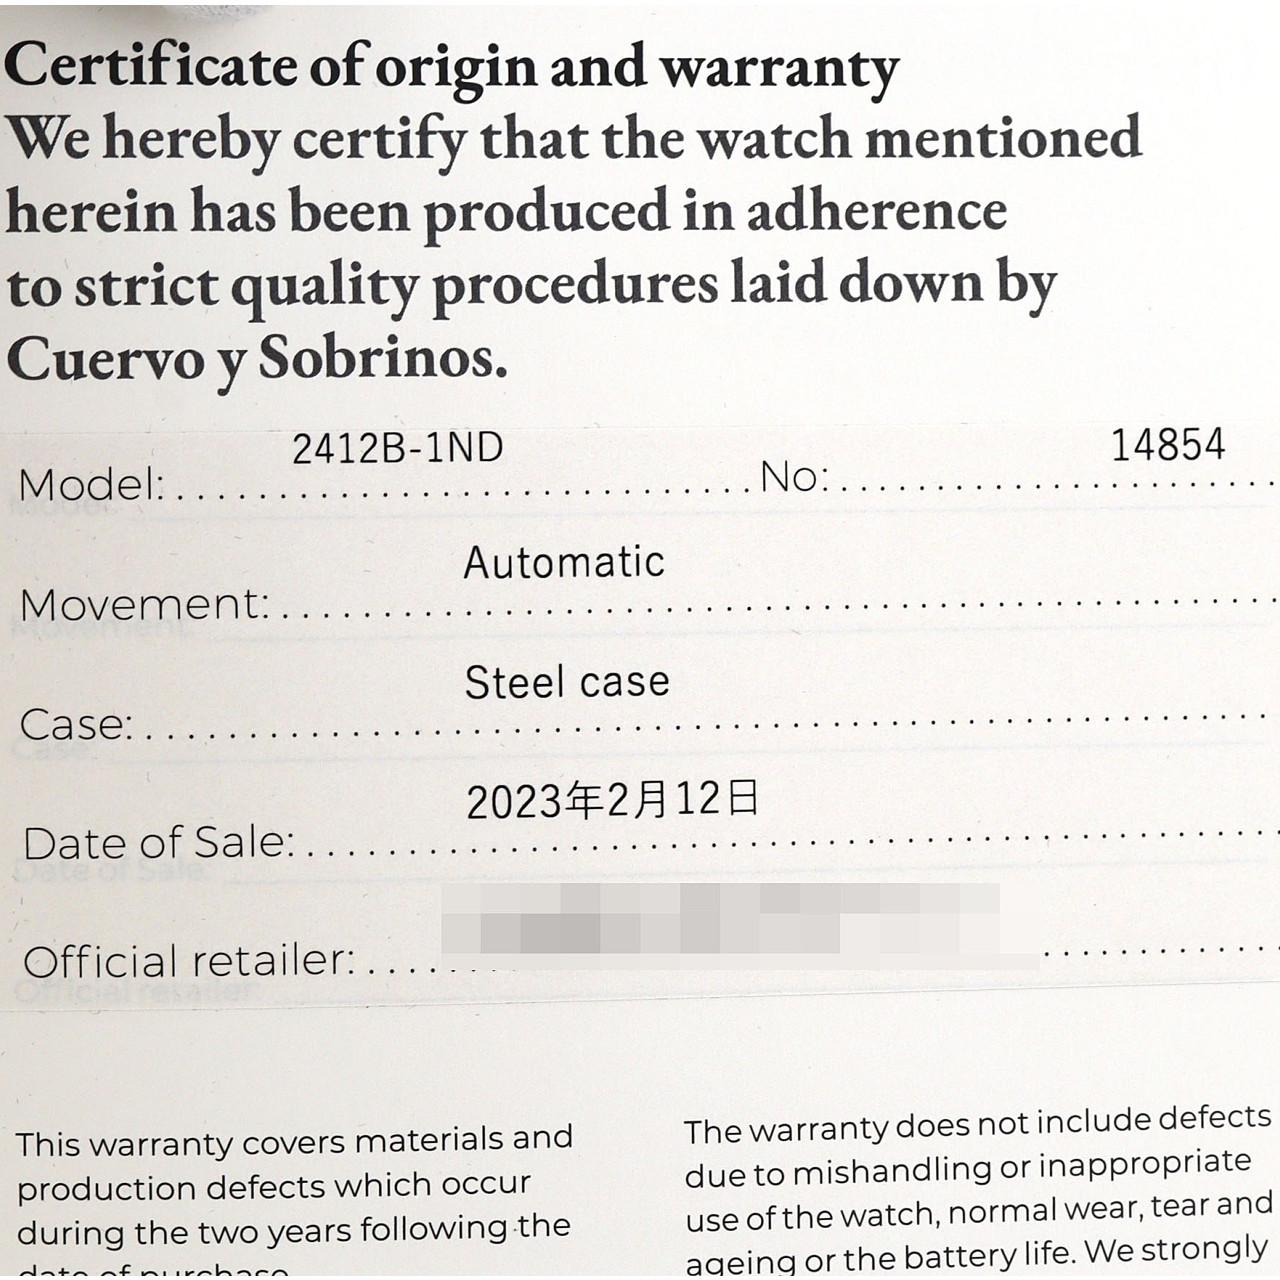 Certificate of origin and warranty
We hereby certify that the watch mentioned
herein has been produced in adherence
to strict quality procedures laid down by
Cuervo y Sobrinos.
Model: 2412B-1ND No: 14854
Movement: Automatic
Case: Steel case
Date of Sale: 2023年2月12日
Official retailer:
This warranty covers materials and
production defects which occur
during the two years following the
date of purchase
The warranty does not include defects
due to mishandling or inappropriate
use of the watch, normal wear, tear and
ageing or the battery life. We strongly